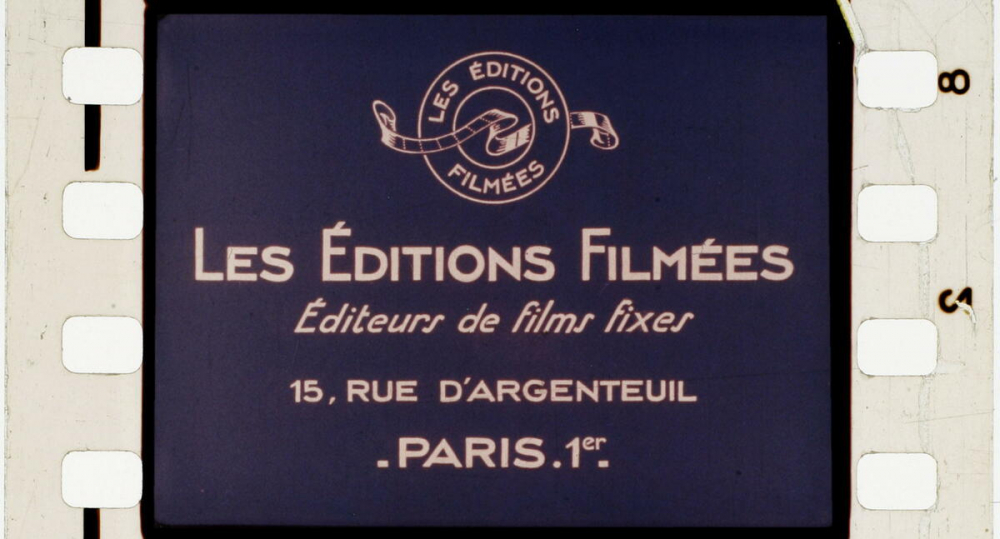 LES ÉDITIONS
FILMÉES
LES ÉDITIONS FILMÉES
Éditeurs de films fixes
15, RUE D'ARGENTEUIL
.PARIS.1er.
8